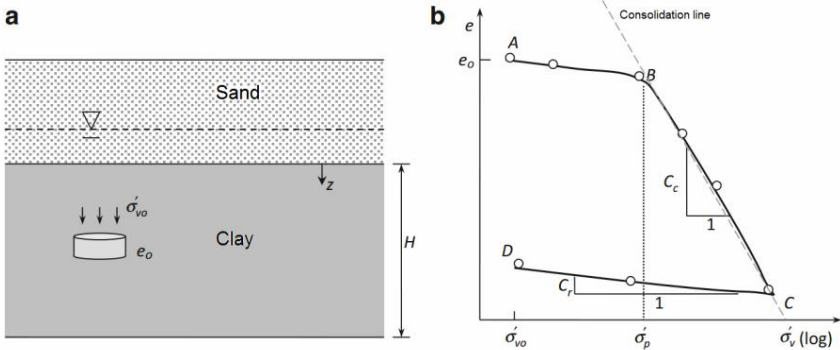 a
Sand
z
σ'vo
eo
Clay
H
b
Consolidation line
e
A
eo
B
Cc
1
D
Cr
1
C
σ'vo
σ'p
σ'v (log)